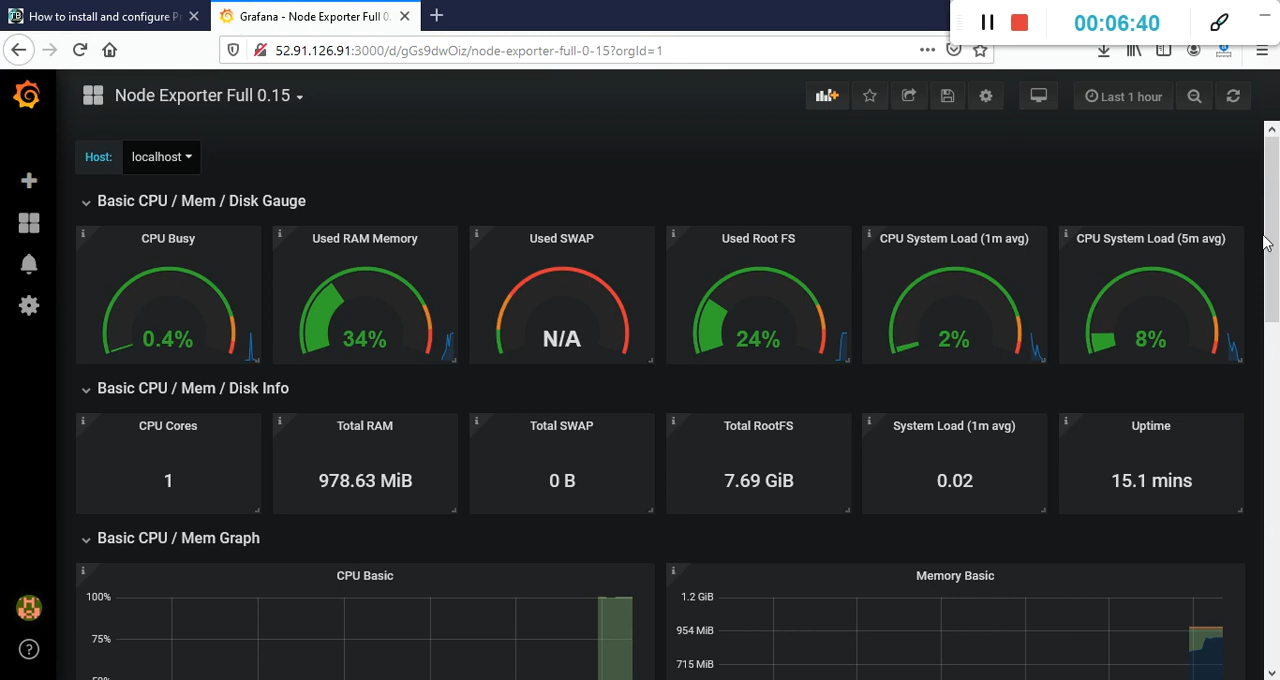 How to install and configure P
Grafana - Node Exporter Full 0.
00:06:40
52.91.126.91:3000/d/gGs9dwOiz/node-exporter-full-0-15?orgId=1
Node Exporter Full 0.15
Last 1 hour
Host: localhost
Basic CPU / Mem / Disk Gauge
CPU Busy
Used RAM Memory
Used SWAP
Used Root FS
CPU System Load (1m avg)
CPU System Load (5m avg)
0.4%
34%
N/A
24%
2%
8%
Basic CPU / Mem / Disk Info
CPU Cores
Total RAM
Total SWAP
Total RootFS
System Load (1m avg)
Uptime
1
978.63 MiB
0 B
7.69 GiB
0.02
15.1 mins
Basic CPU / Mem Graph
CPU Basic
Memory Basic
100%
75%
1.2 GiB
954 MiB
715 MiB